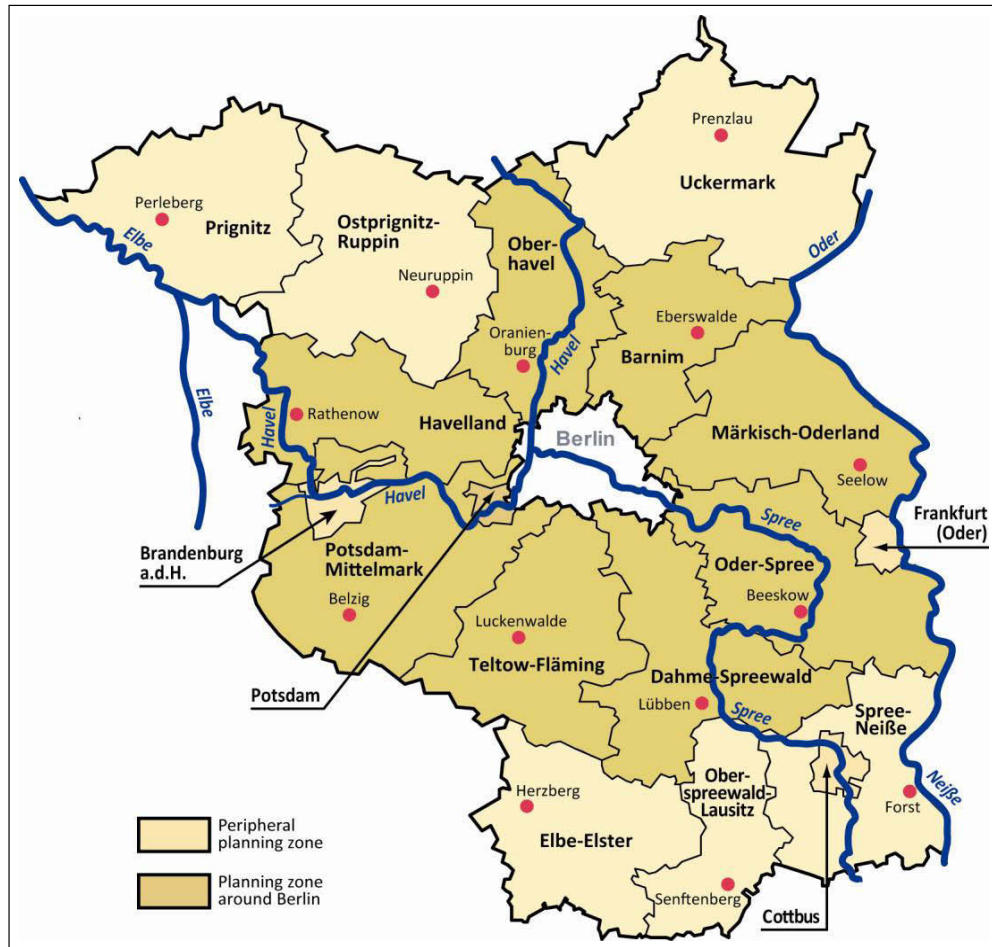 Prenzlau
Uckermark
Perleberg
Prignitz
Elbe
Ostprignitz-
Ruppin
Neuruppin
Ober-
havel
Oder
Oranien-
burg
Havel
Eberswalde
Barnim
Elbe
Havel
Rathenow
Havelland
Berlin
Märkisch-Oderland
Seelow
Havel
Spree
Frankfurt
(Oder)
Brandenburg
a.d.H.
Potsdam-
Mittelmark
Belzig
Oder-Spree
Beeskow
Luckenwalde
Teltow-Fläming
Potsdam
Dahme-Spreewald
Lübben
Spree
Spree-
Neiße
Ober-
spreewald-
Lausitz
Herzberg
Elbe-Elster
Forst
Neiße
Senftenberg
Cottbus
Peripheral
planning zone
Planning zone
around Berlin